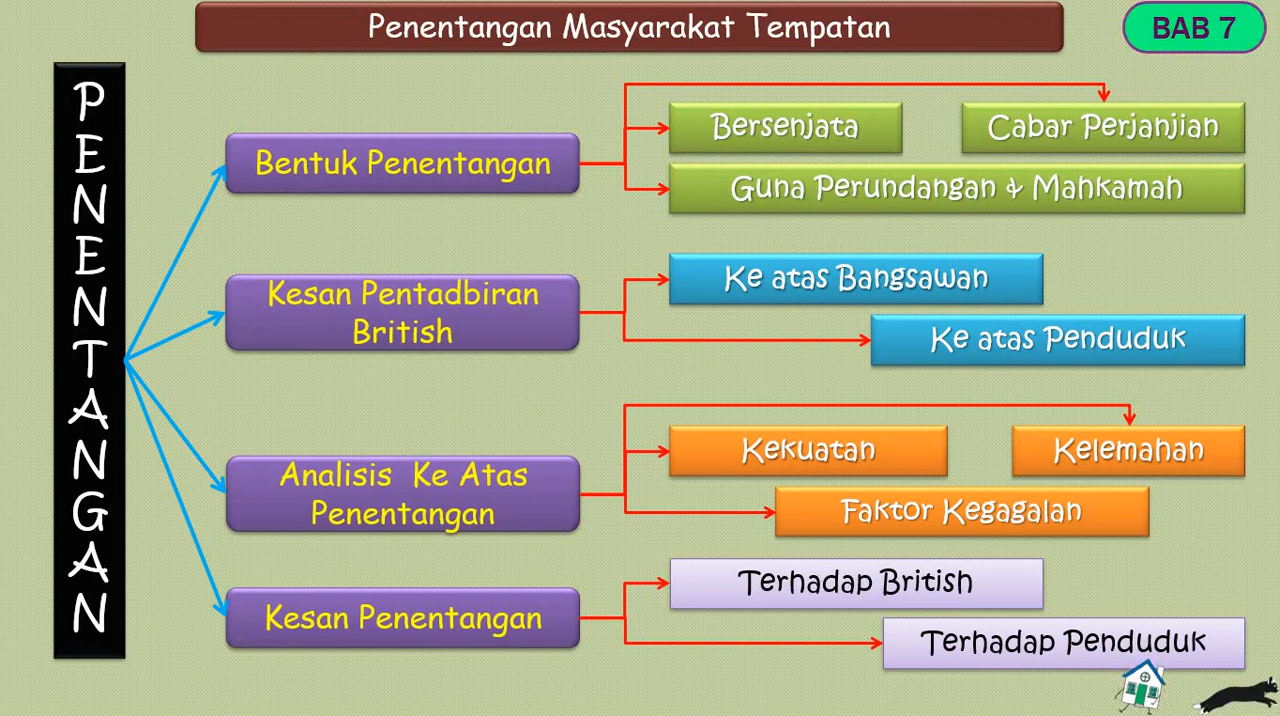 Penentangan Masyarakat Tempatan
BAB 7
PENENTANGAN
Bentuk Penentangan
Bersenjata
Cabar Perjanjian
Guna Perundangan & Mahkamah
Kesan Pentadbiran
British
Ke atas Bangsawan
Ke atas Penduduk
Analisis Ke Atas
Penentangan
Kekuatan
Kelemahan
Faktor Kegagalan
Kesan Penentangan
Terhadap British
Terhadap Penduduk